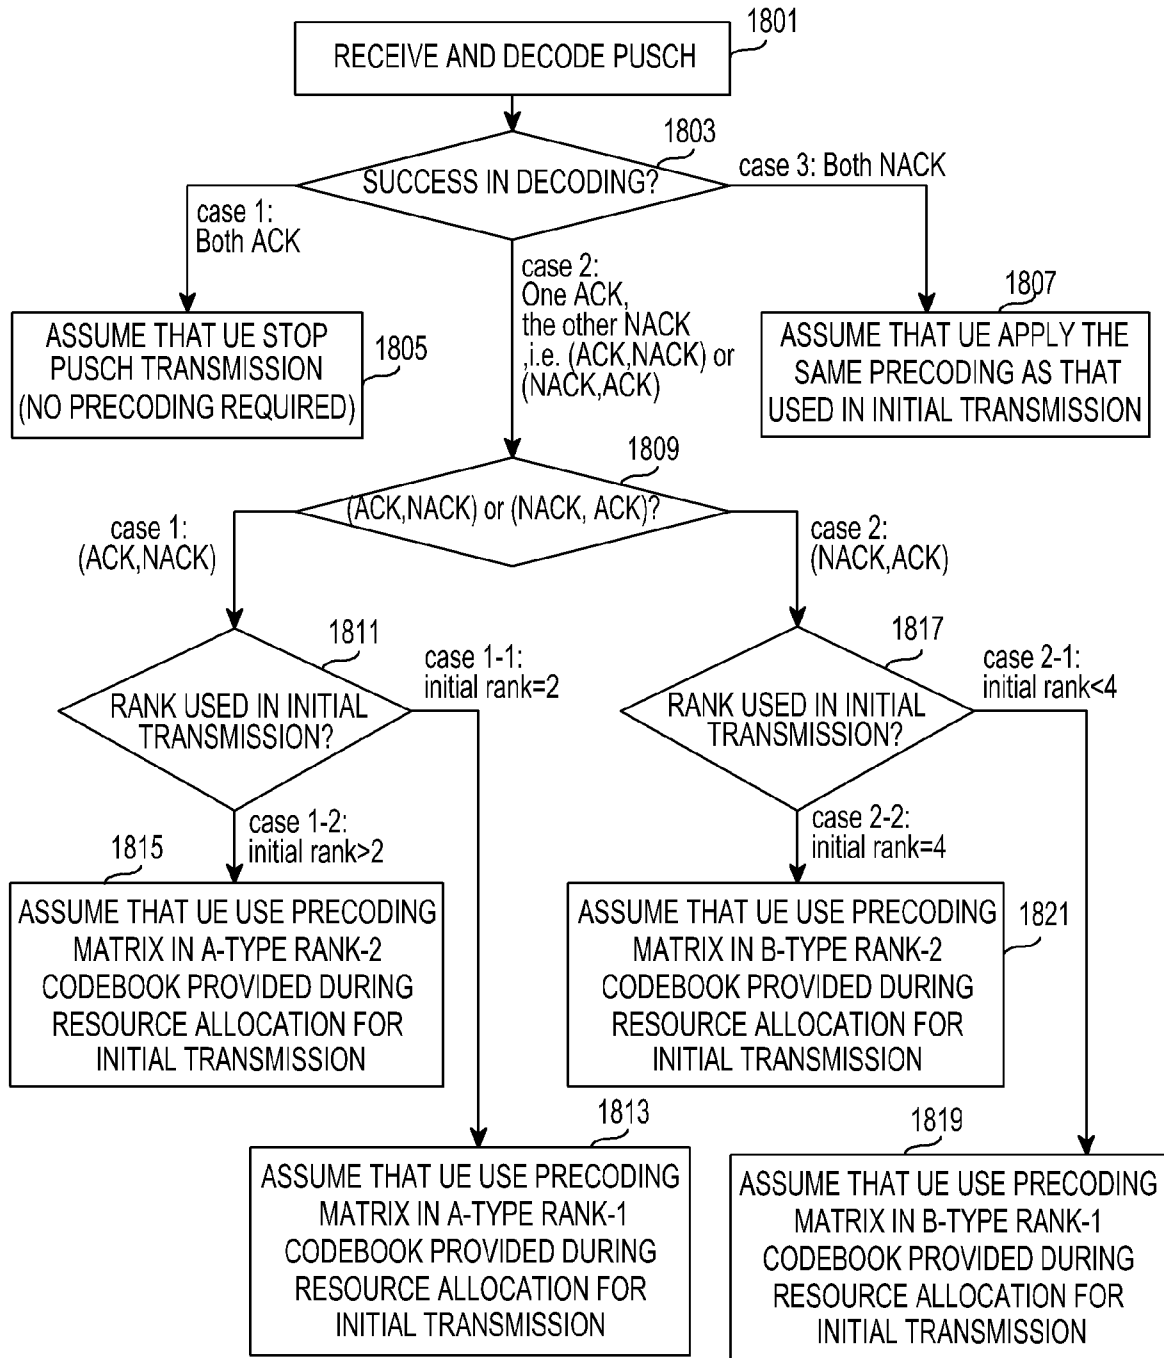 1801
RECEIVE AND DECODE PUSCH
1803
SUCCESS IN DECODING?
case 3: Both NACK
case 1:
Both ACK
case 2:
One ACK,
the other NACK
,i.e. (ACK,NACK) or
(NACK,ACK)
1805
ASSUME THAT UE STOP
PUSCH TRANSMISSION
(NO PRECODING REQUIRED)
1807
ASSUME THAT UE APPLY THE
SAME PRECODING AS THAT
USED IN INITIAL TRANSMISSION
1809
(ACK,NACK) or (NACK, ACK)?
case 1:
(ACK,NACK)
case 2:
(NACK,ACK)
1811
RANK USED IN INITIAL
TRANSMISSION?
case 1-1:
initial rank=2
1817
RANK USED IN INITIAL
TRANSMISSION?
case 2-1:
initial rank<4
case 1-2:
initial rank>2
case 2-2:
initial rank=4
1815
ASSUME THAT UE USE PRECODING
MATRIX IN A-TYPE RANK-2
CODEBOOK PROVIDED DURING
RESOURCE ALLOCATION FOR
INITIAL TRANSMISSION
1821
ASSUME THAT UE USE PRECODING
MATRIX IN B-TYPE RANK-2
CODEBOOK PROVIDED DURING
RESOURCE ALLOCATION FOR
INITIAL TRANSMISSION
1813
ASSUME THAT UE USE PRECODING
MATRIX IN A-TYPE RANK-1
CODEBOOK PROVIDED DURING
RESOURCE ALLOCATION FOR
INITIAL TRANSMISSION
1819
ASSUME THAT UE USE PRECODING
MATRIX IN B-TYPE RANK-1
CODEBOOK PROVIDED DURING
RESOURCE ALLOCATION FOR
INITIAL TRANSMISSION